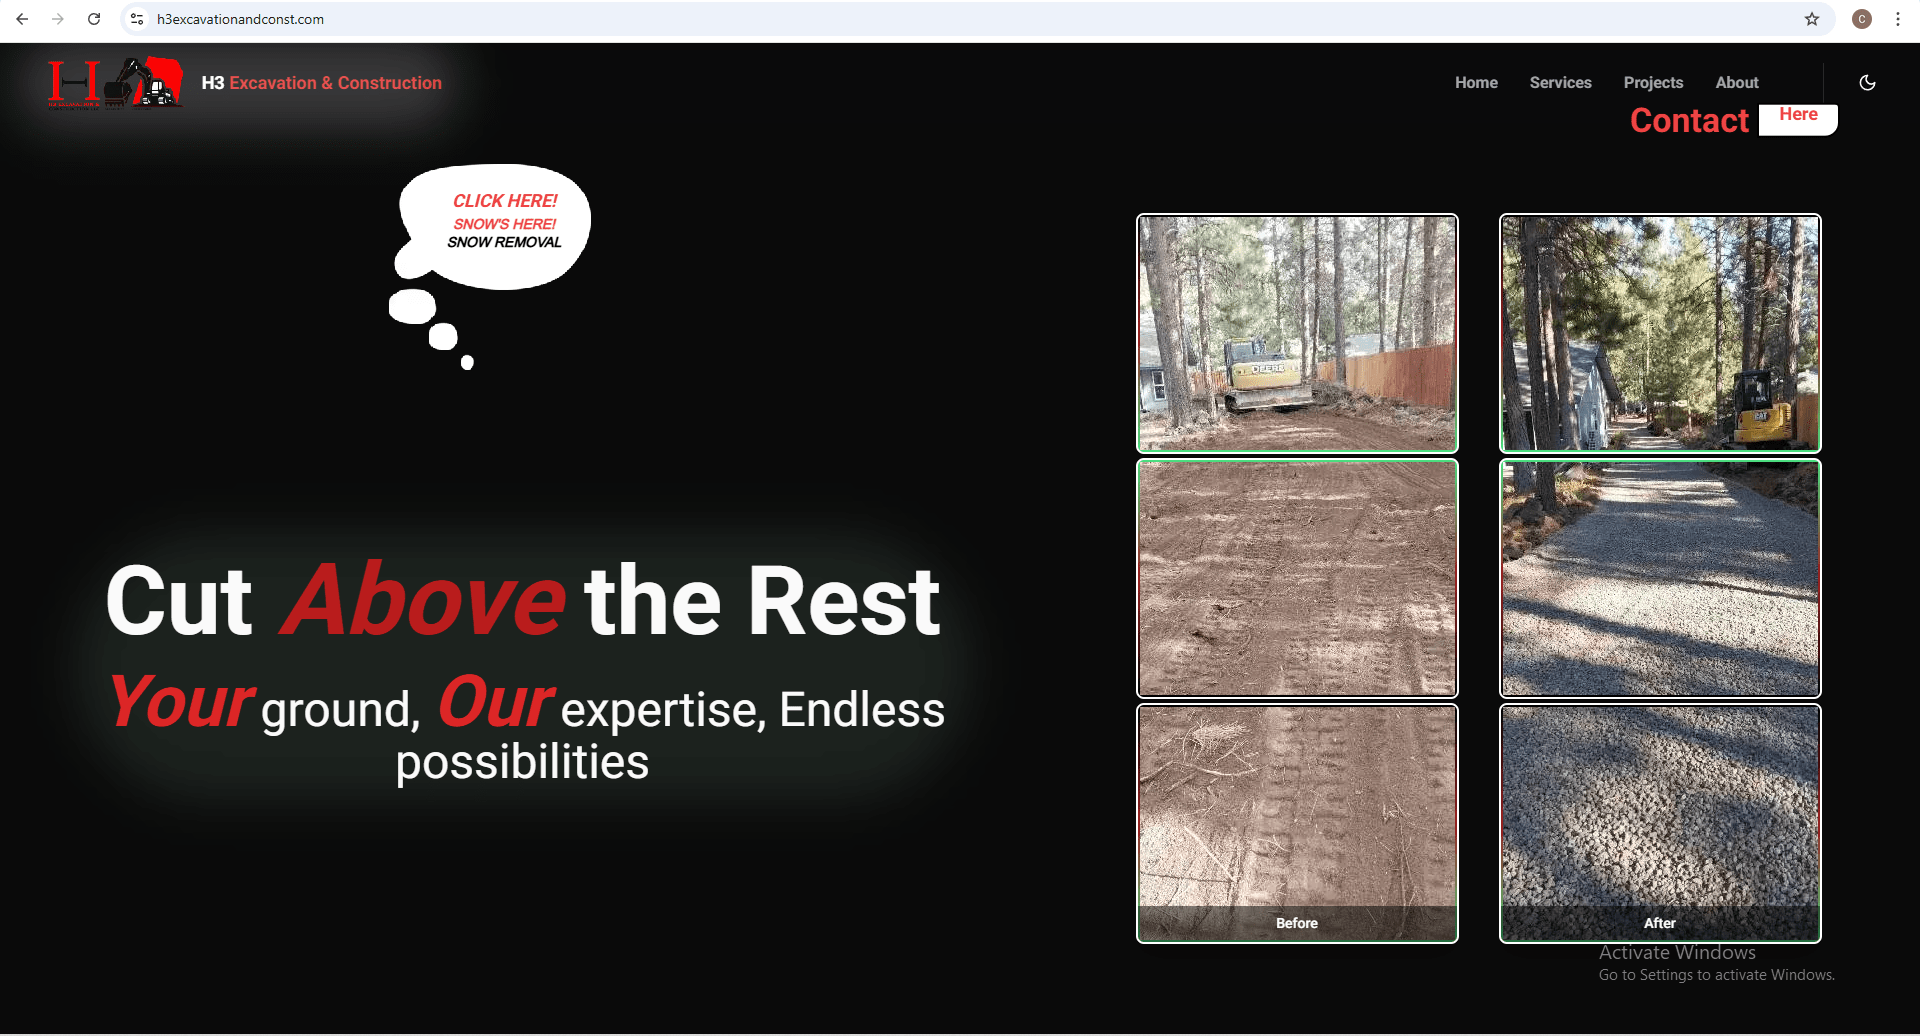 h3excavationandconst.com
C
H
H3 Excavation & Construction
Home Services Projects About
Contact Here
CLICK HERE!
SNOW'S HERE!
SNOW REMOVAL
DEERE
CAT
Cut Above the Rest
Your ground, Our expertise, Endless
possibilities
Before
After
Activate Windows
Go to Settings to activate Windows.